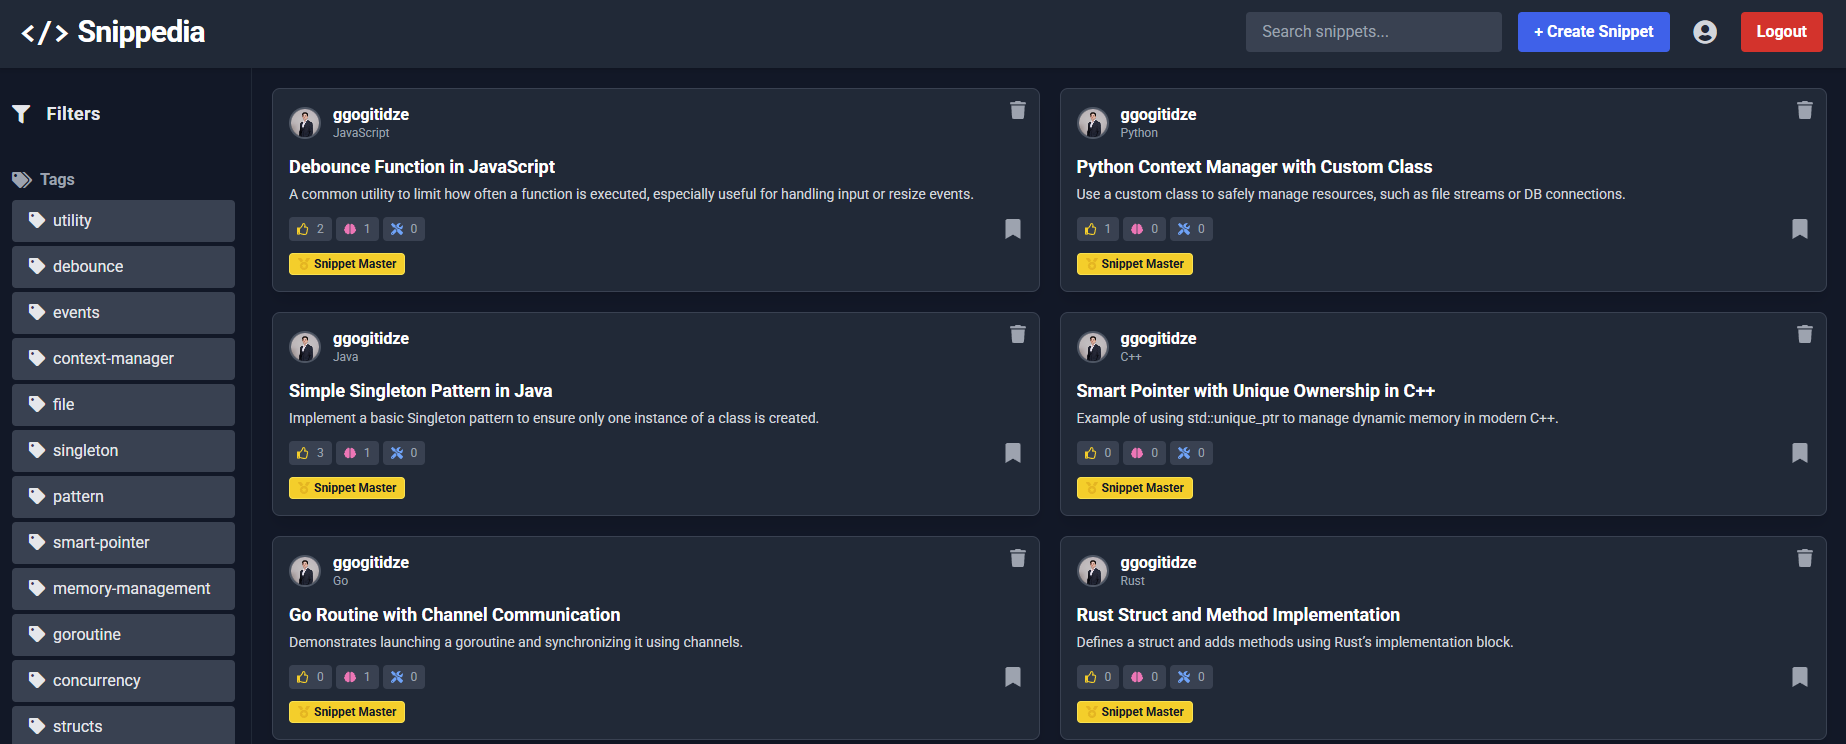 </> Snippedia
Search snippets...
+ Create Snippet
Logout
Filters
Tags
utility
debounce
events
context-manager
file
singleton
pattern
smart-pointer
memory-management
goroutine
concurrency
structs
ggogitidze
JavaScript
Debounce Function in JavaScript
A common utility to limit how often a function is executed, especially useful for handling input or resize events.
2 1 0
Snippet Master
ggogitidze
Python
Python Context Manager with Custom Class
Use a custom class to safely manage resources, such as file streams or DB connections.
1 0 0
Snippet Master
ggogitidze
Java
Simple Singleton Pattern in Java
Implement a basic Singleton pattern to ensure only one instance of a class is created.
3 1 0
Snippet Master
ggogitidze
C++
Smart Pointer with Unique Ownership in C++
Example of using std::unique_ptr to manage dynamic memory in modern C++.
0 0 0
Snippet Master
ggogitidze
Go
Go Routine with Channel Communication
Demonstrates launching a goroutine and synchronizing it using channels.
0 1 0
Snippet Master
ggogitidze
Rust
Rust Struct and Method Implementation
Defines a struct and adds methods using Rust's implementation block.
0 0 0
Snippet Master